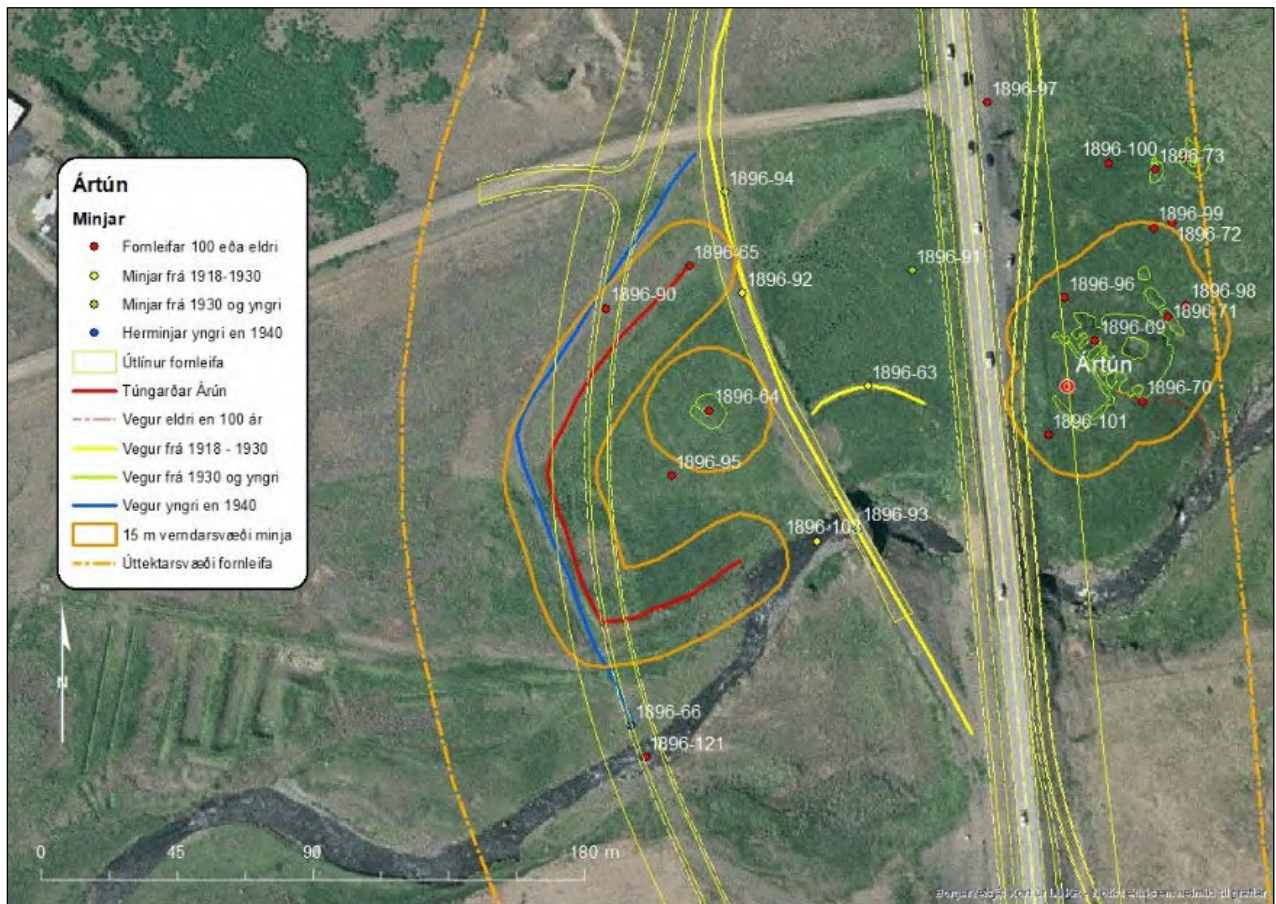 Ártún
Minjar
Fornleifar 100 eða eldri
Minjar frá 1918-1930
Minjar frá 1930 og yngri
Herminjar yngri en 1940
Útlínur fornleifa
Túngarðar Árún
Vegur eldri en 100 ár
Vegur frá 1918 - 1930
Vegur frá 1930 og yngri
Vegur yngri en 1940
15 m verndarsvæði minja
Úttektarsvæði fornleifa
1896-97
1896-100
1896-73
1896-94
1896-99
1896-72
1896-65
1896-91
1896-92
1896-90
1896-96
1896-98
1896-71
1896-69
Ártún
1896-63
1896-70
1896-64
1896-101
1896-95
1896-93
1896-103
N
1896-66
1896-121
0 45 90 180 m